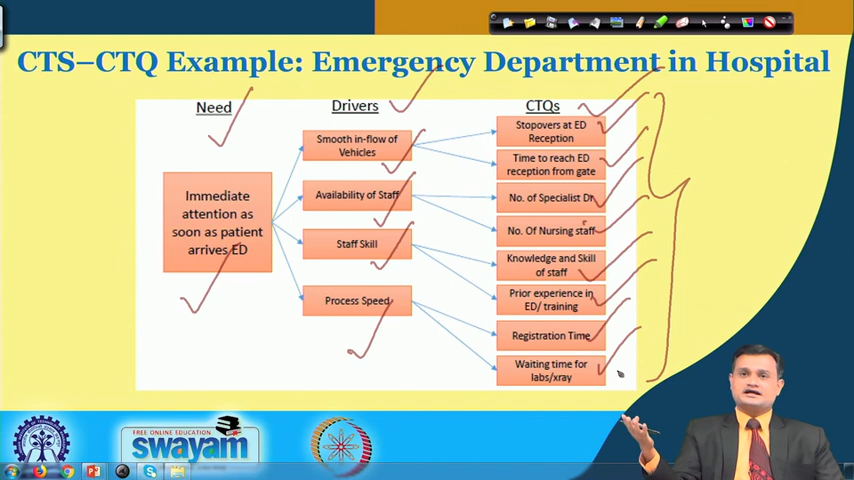 CTS–CTQ Example: Emergency Department in Hospital
Need
Drivers
CTQs
Immediate
attention as
soon as patient
arrives ED
Smooth in-flow of
Vehicles
Availability of Staff
Staff Skill
Process Speed
Stopovers at ED
Reception
Time to reach ED
reception from gate
No. of Specialist Dr
No. Of Nursing staff
Knowledge and Skill
of staff
Prior experience in
ED/ training
Registration Time
Waiting time for
labs/xray
FREE ONLINE EDUCATION
swayam